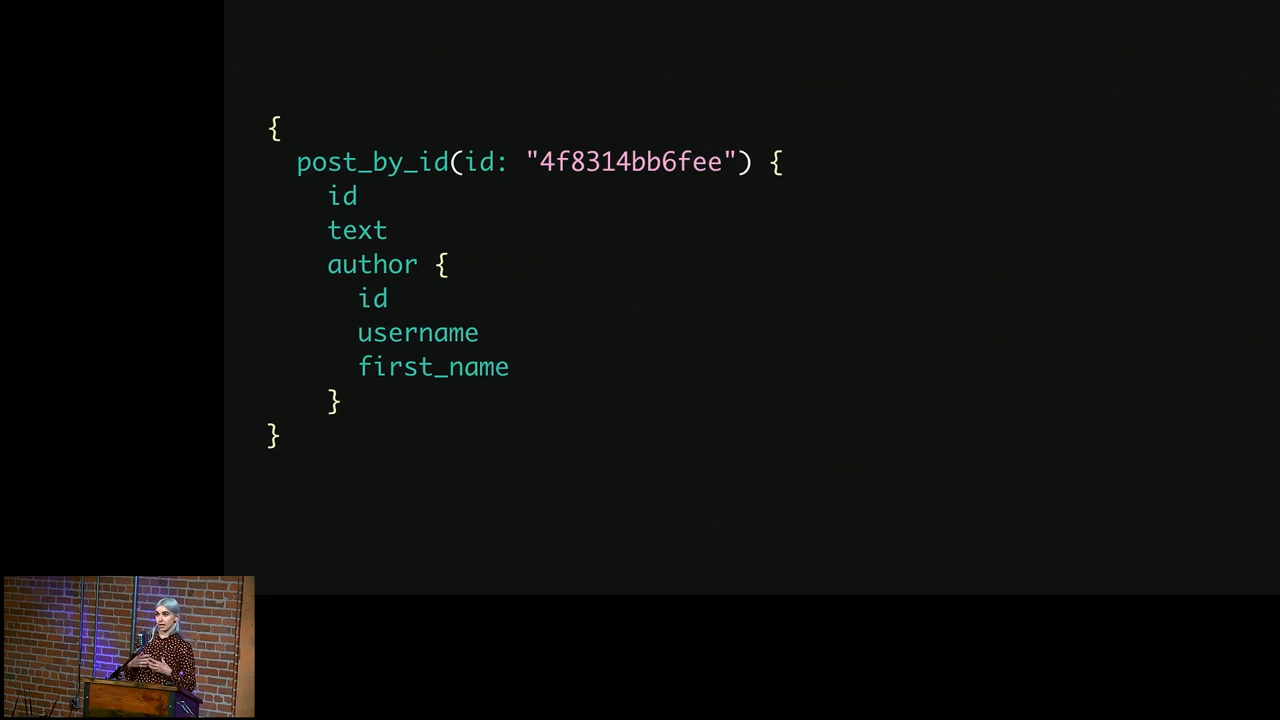 {
post_by_id(id: "4f8314bb6fee") {
id
text
author {
id
username
first_name
}
}